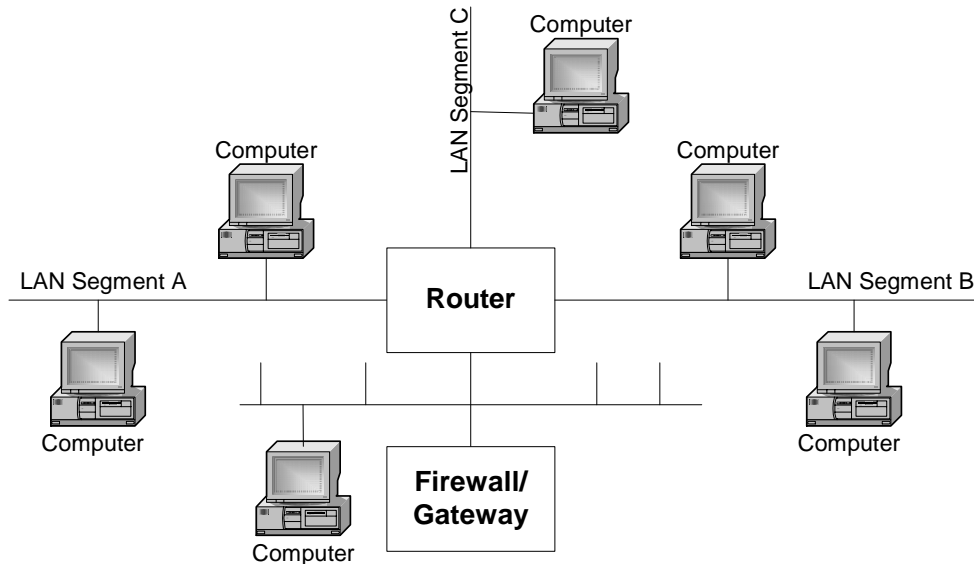 LAN Segment C
Computer
Computer
Computer
LAN Segment A
Router
LAN Segment B
Computer
Computer
Firewall/
Gateway
Computer